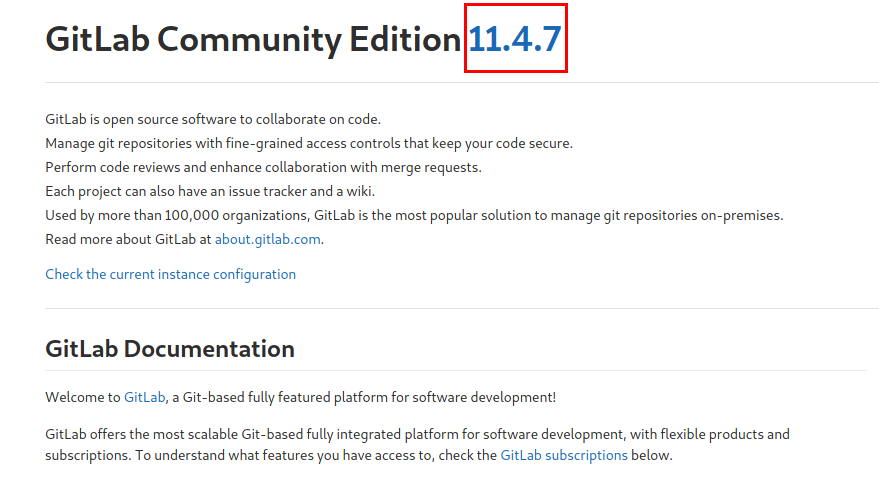 GitLab Community Edition 11.4.7
GitLab is open source software to collaborate on code.
Manage git repositories with fine-grained access controls that keep your code secure.
Perform code reviews and enhance collaboration with merge requests.
Each project can also have an issue tracker and a wiki.
Used by more than 100,000 organizations, GitLab is the most popular solution to manage git repositories on-premises.
Read more about GitLab at about.gitlab.com.
Check the current instance configuration
GitLab Documentation
Welcome to GitLab, a Git-based fully featured platform for software development!
GitLab offers the most scalable Git-based fully integrated platform for software development, with flexible products and
subscriptions. To understand what features you have access to, check the GitLab subscriptions below.